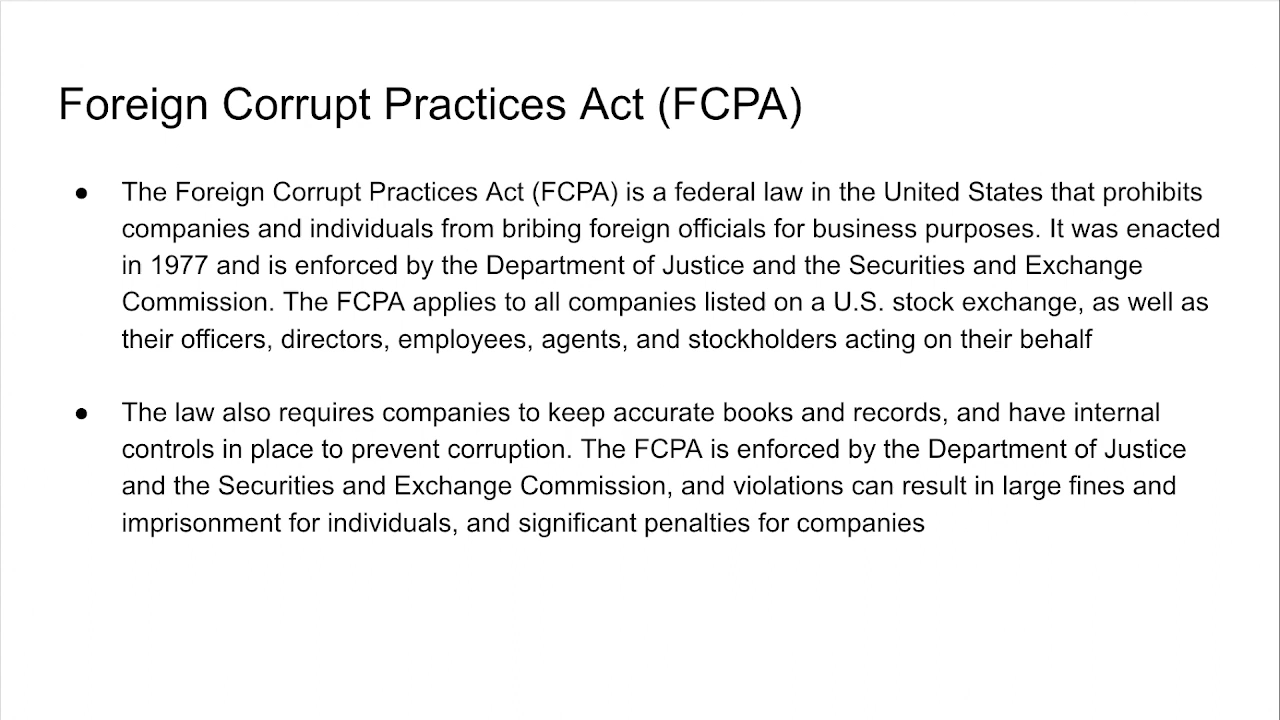 Foreign Corrupt Practices Act (FCPA)
● The Foreign Corrupt Practices Act (FCPA) is a federal law in the United States that prohibits
companies and individuals from bribing foreign officials for business purposes. It was enacted
in 1977 and is enforced by the Department of Justice and the Securities and Exchange
Commission. The FCPA applies to all companies listed on a U.S. stock exchange, as well as
their officers, directors, employees, agents, and stockholders acting on their behalf
● The law also requires companies to keep accurate books and records, and have internal
controls in place to prevent corruption. The FCPA is enforced by the Department of Justice
and the Securities and Exchange Commission, and violations can result in large fines and
imprisonment for individuals, and significant penalties for companies